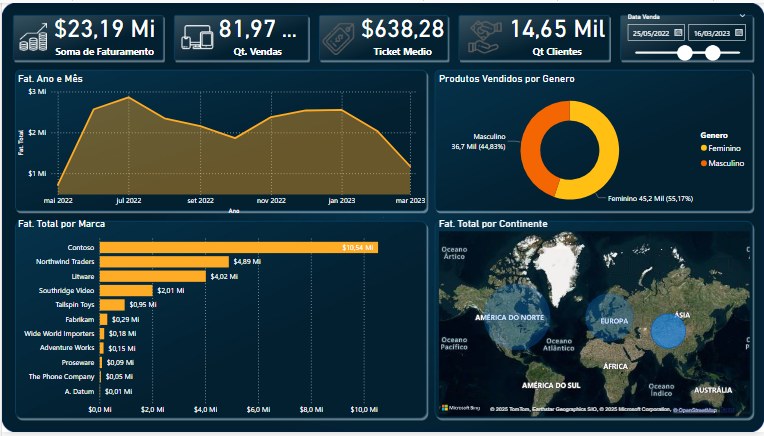 $23,19 Mi
Soma de Faturamento
81,97 ...
Qt. Vendas
$638,28
Ticket Medio
14,65 Mil
Qt Clientes
Data Venda
25/05/2022
16/03/2023
Fat. Ano e Mês
$3 Mi
$2 Mi
$1 Mi
Fat. Total
mai 2022
jul 2022
set 2022
nov 2022
jan 2023
mar 2023
Ano
Produtos Vendidos por Genero
Masculino
36,7 Mil (44,83%)
Feminino 45,2 Mil (55,17%)
Genero
Feminino
Masculino
Fat. Total por Marca
Contoso $10,54 Mi
Northwind Traders $4,89 Mi
Litware $4,02 Mi
Southridge Video $2,01 Mi
Tailspin Toys $0,95 Mi
Fabrikam $0,29 Mi
Wide World Importers $0,18 Mi
Adventure Works $0,15 Mi
Proseware $0,09 Mi
The Phone Company $0,05 Mi
A. Datum $0,01 Mi
$0,0 Mi $2,0 Mi $4,0 Mi $6,0 Mi $8,0 Mi $10,0 Mi
Fat. Total por Continente
Oceano
Ártico
Oceano
Ártico
AMÉRICA DO NORTE
EUROPA
ÁSIA
Oceano
Pacífico
Oceano
Atlântico
Oceano
Pacífico
ÁFRICA
AMÉRICA DO SUL
Oceano
Índico
AUSTRÁLIA
Microsoft Bing
© 2025 TomTom, Earthstar Geographics SIO, © 2025 Microsoft Corporation, © OpenStreetMap